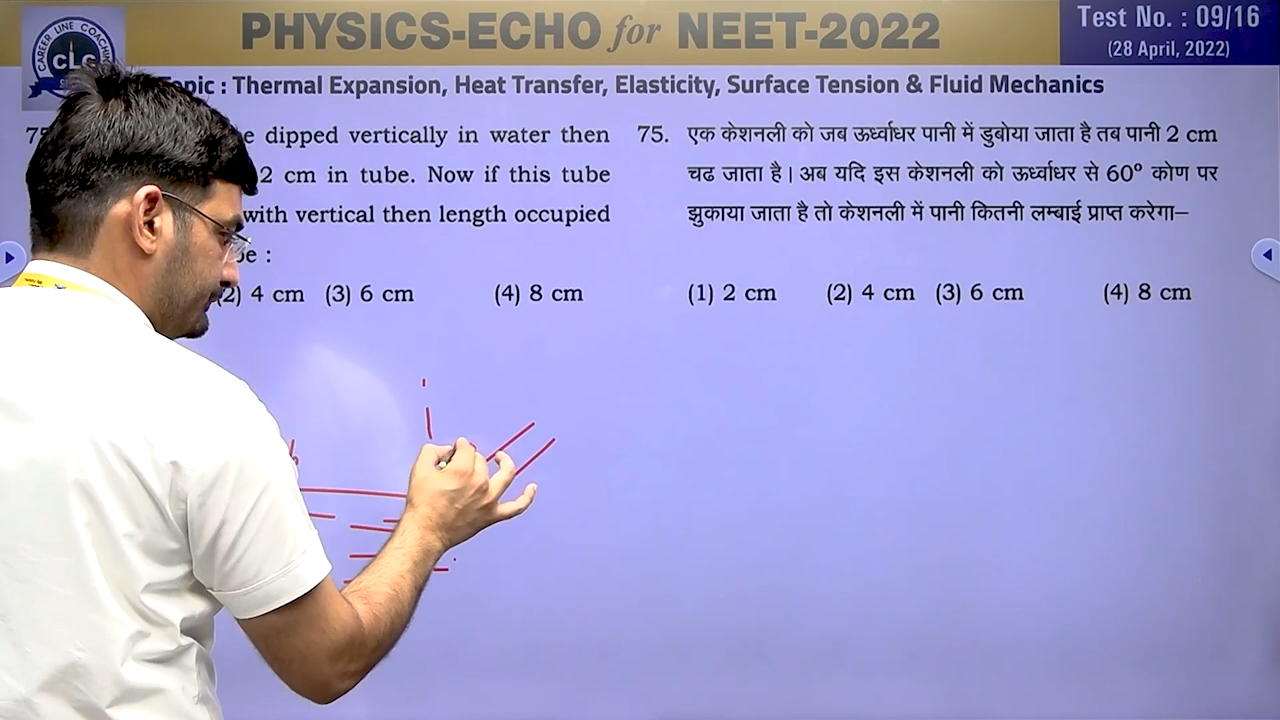 PHYSICS-ECHO for NEET-2022
Test No. : 09/16
(28 April, 2022)
CAREER LINE COACHING
CLC
: Thermal Expansion, Heat Transfer, Elasticity, Surface Tension & Fluid Mechanics
dipped vertically in water then
2 cm in tube. Now if this tube
with vertical then length occupied
:
(2) 4 cm (3) 6 cm (4) 8 cm
75. एक केशनली को जब ऊर्ध्वाधर पानी में डुबोया जाता है तब पानी 2 cm
चढ जाता है। अब यदि इस केशनली को ऊर्ध्वाधर से 60° कोण पर
झुकाया जाता है तो केशनली में पानी कितनी लम्बाई प्राप्त करेगा–
(1) 2 cm (2) 4 cm (3) 6 cm (4) 8 cm